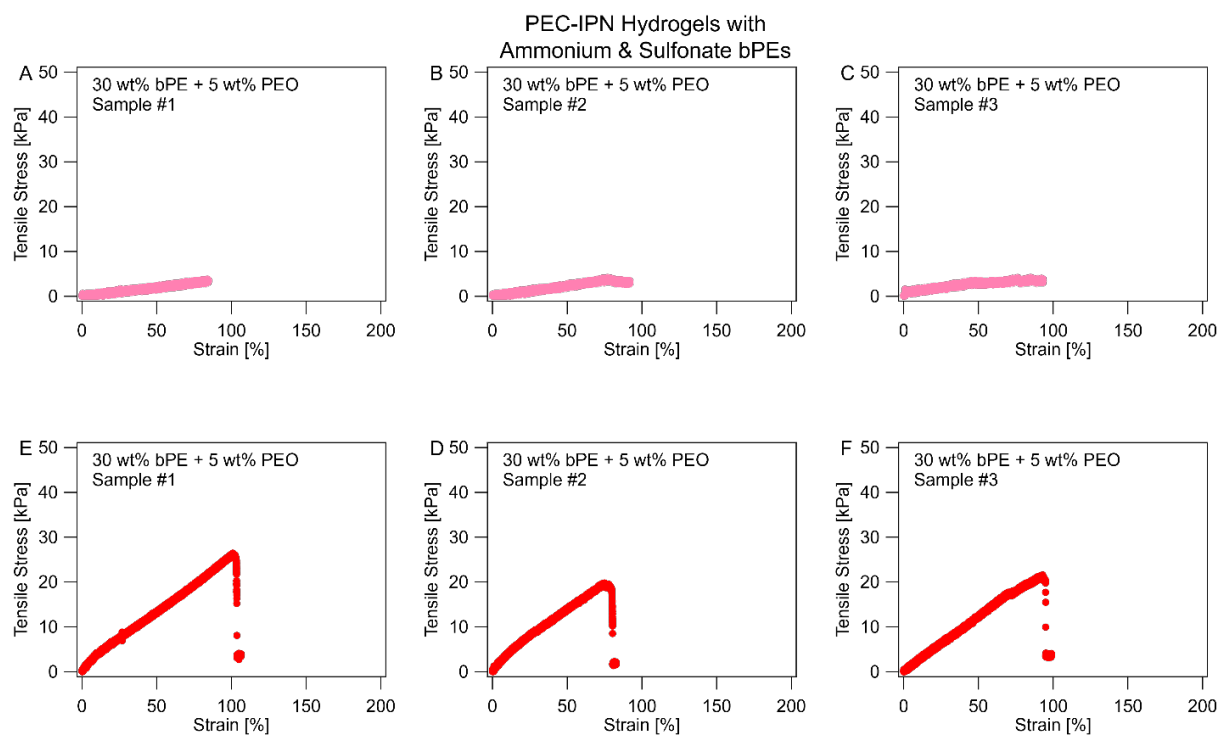 PEC-IPN Hydrogels with
Ammonium & Sulfonate bPEs
A
30 wt% bPE + 5 wt% PEO
Sample #1
Tensile Stress [kPa]
50
40
30
20
10
0
0 50 100 150 200
Strain [%]
B
30 wt% bPE + 5 wt% PEO
Sample #2
Tensile Stress [kPa]
50
40
30
20
10
0
0 50 100 150 200
Strain [%]
C
30 wt% bPE + 5 wt% PEO
Sample #3
Tensile Stress [kPa]
50
40
30
20
10
0
0 50 100 150 200
Strain [%]
E
30 wt% bPE + 5 wt% PEO
Sample #1
Tensile Stress [kPa]
50
40
30
20
10
0
0 50 100 150 200
Strain [%]
D
30 wt% bPE + 5 wt% PEO
Sample #2
Tensile Stress [kPa]
50
40
30
20
10
0
0 50 100 150 200
Strain [%]
F
30 wt% bPE + 5 wt% PEO
Sample #3
Tensile Stress [kPa]
50
40
30
20
10
0
0 50 100 150 200
Strain [%]